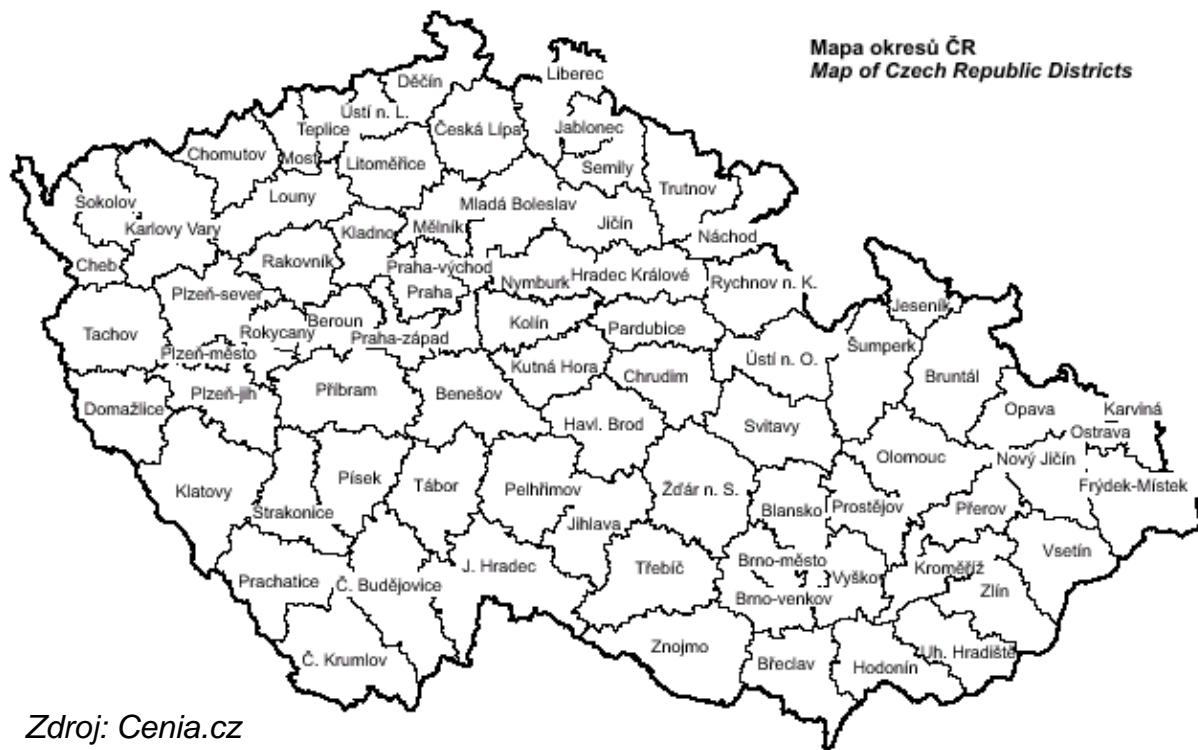 Mapa okresů ČR
Map of Czech Republic Districts
Děčín
Liberec
Ústí n. L.
Teplice
Česká Lípa
Jablonec
Chomutov
Most
Litoměřice
Semily
Sokolov
Louny
Trutnov
Mladá Boleslav
Karlovy Vary
Kladno
Mělník
Jičín
Náchod
Cheb
Rakovník
Praha-východ
Nymburk
Hradec Králové
Rychnov n. K.
Plzeň-sever
Praha
Jeseník
Tachov
Rokycany
Beroun
Praha-západ
Kolín
Pardubice
Plzeň-město
Kutná Hora
Chrudim
Ústí n. O.
Šumperk
Bruntál
Domažlice
Plzeň-jih
Příbram
Benešov
Havl. Brod
Svitavy
Opava
Karviná
Ostrava
Olomouc
Nový Jičín
Klatovy
Písek
Tábor
Pelhřimov
Žďár n. S.
Frýdek-Místek
Strakonice
Jihlava
Blansko
Prostějov
Přerov
Prachatice
Č. Budějovice
J. Hradec
Třebíč
Brno-město
Vyškov
Kroměříž
Vsetín
Brno-venkov
Zlín
Č. Krumlov
Znojmo
Břeclav
Hodonín
Uh. Hradiště
Zdroj: Cenia.cz